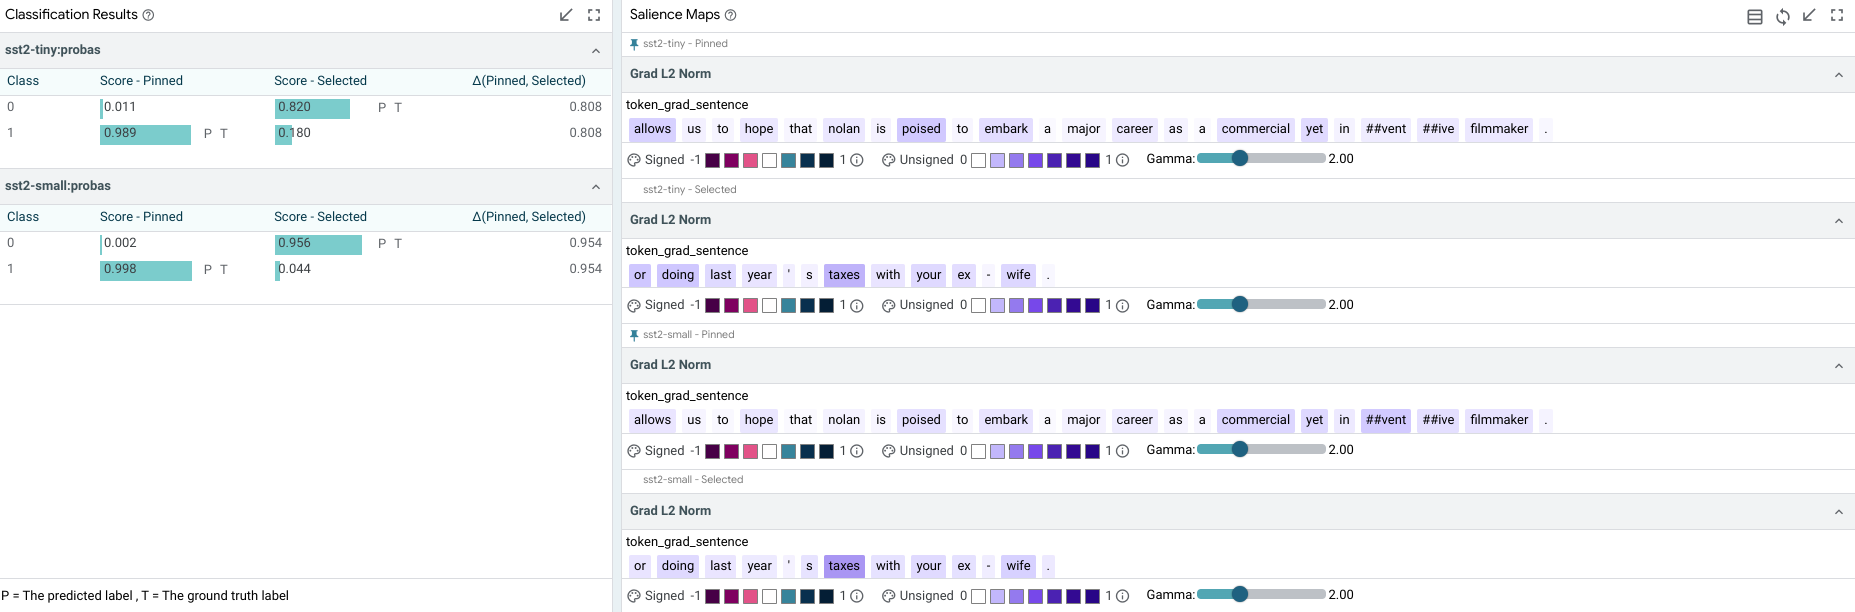 Classification Results
sst2-tiny:probas
Class Score - Pinned Score - Selected Δ(Pinned, Selected)
0 0.011 0.820 P T 0.808
1 0.989 P T 0.180 0.808
sst2-small:probas
Class Score - Pinned Score - Selected Δ(Pinned, Selected)
0 0.002 0.956 P T 0.954
1 0.998 P T 0.044 0.954
P = The predicted label , T = The ground truth label
Salience Maps
sst2-tiny - Pinned
Grad L2 Norm
token_grad_sentence
allows us to hope that nolan is poised to embark a major career as a commercial yet in ##vent ##ive filmmaker .
Signed -1 1 Unsigned 0 1 Gamma: 2.00
sst2-tiny - Selected
Grad L2 Norm
token_grad_sentence
or doing last year ' s taxes with your ex - wife .
Signed -1 1 Unsigned 0 1 Gamma: 2.00
sst2-small - Pinned
Grad L2 Norm
token_grad_sentence
allows us to hope that nolan is poised to embark a major career as a commercial yet in ##vent ##ive filmmaker .
Signed -1 1 Unsigned 0 1 Gamma: 2.00
sst2-small - Selected
Grad L2 Norm
token_grad_sentence
or doing last year ' s taxes with your ex - wife .
Signed -1 1 Unsigned 0 1 Gamma: 2.00